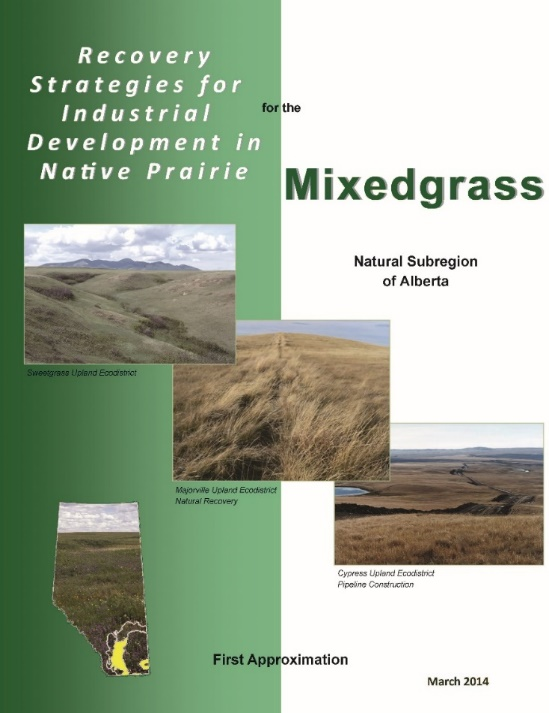 Recovery
Strategies for
Industrial
Development in
Native Prairie
for the
Mixedgrass
Natural Subregion
of Alberta
Sweetgrass Upland Ecodistrict
Majorville Upland Ecodistrict
Natural Recovery
Cypress Upland Ecodistrict
Pipeline Construction
First Approximation
March 2014